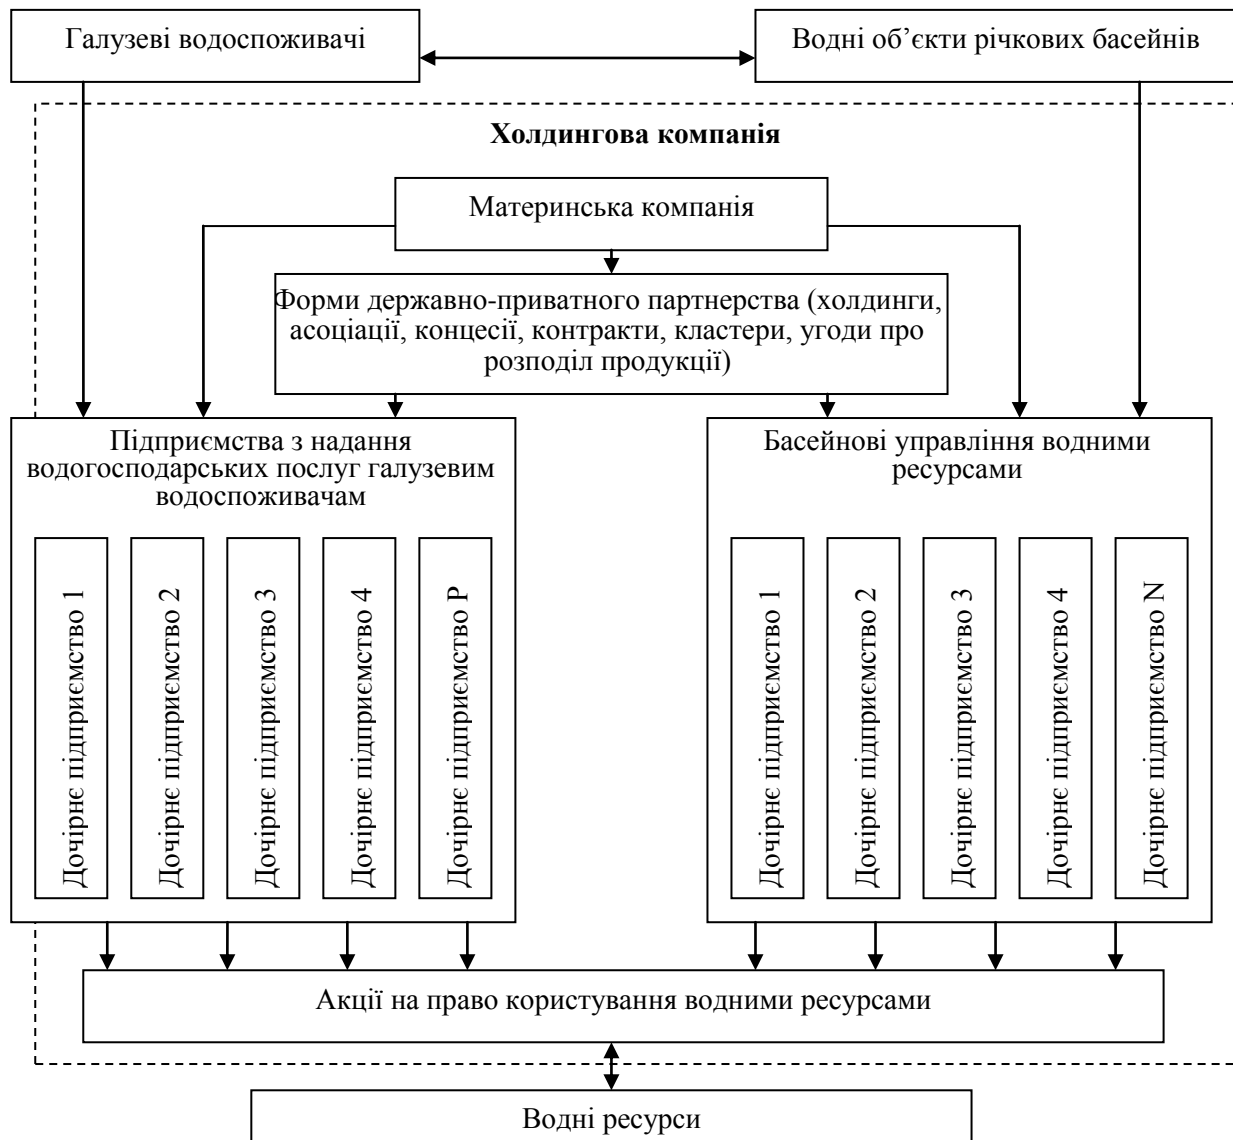 Галузеві водоспоживачі
Водні об’єкти річкових басейнів
Холдингова компанія
Материнська компанія
Форми державно-приватного партнерства (холдинги,
асоціації, концесії, контракти, кластери, угоди про
розподіл продукції)
Підприємства з надання
водогосподарських послуг галузевим
водоспоживачам
Басейнові управління водними
ресурсами
Дочірнє підприємство 1
Дочірнє підприємство 2
Дочірнє підприємство 3
Дочірнє підприємство 4
Дочірнє підприємство P
Дочірнє підприємство 1
Дочірнє підприємство 2
Дочірнє підприємство 3
Дочірнє підприємство 4
Дочірнє підприємство N
Акції на право користування водними ресурсами
Водні ресурси